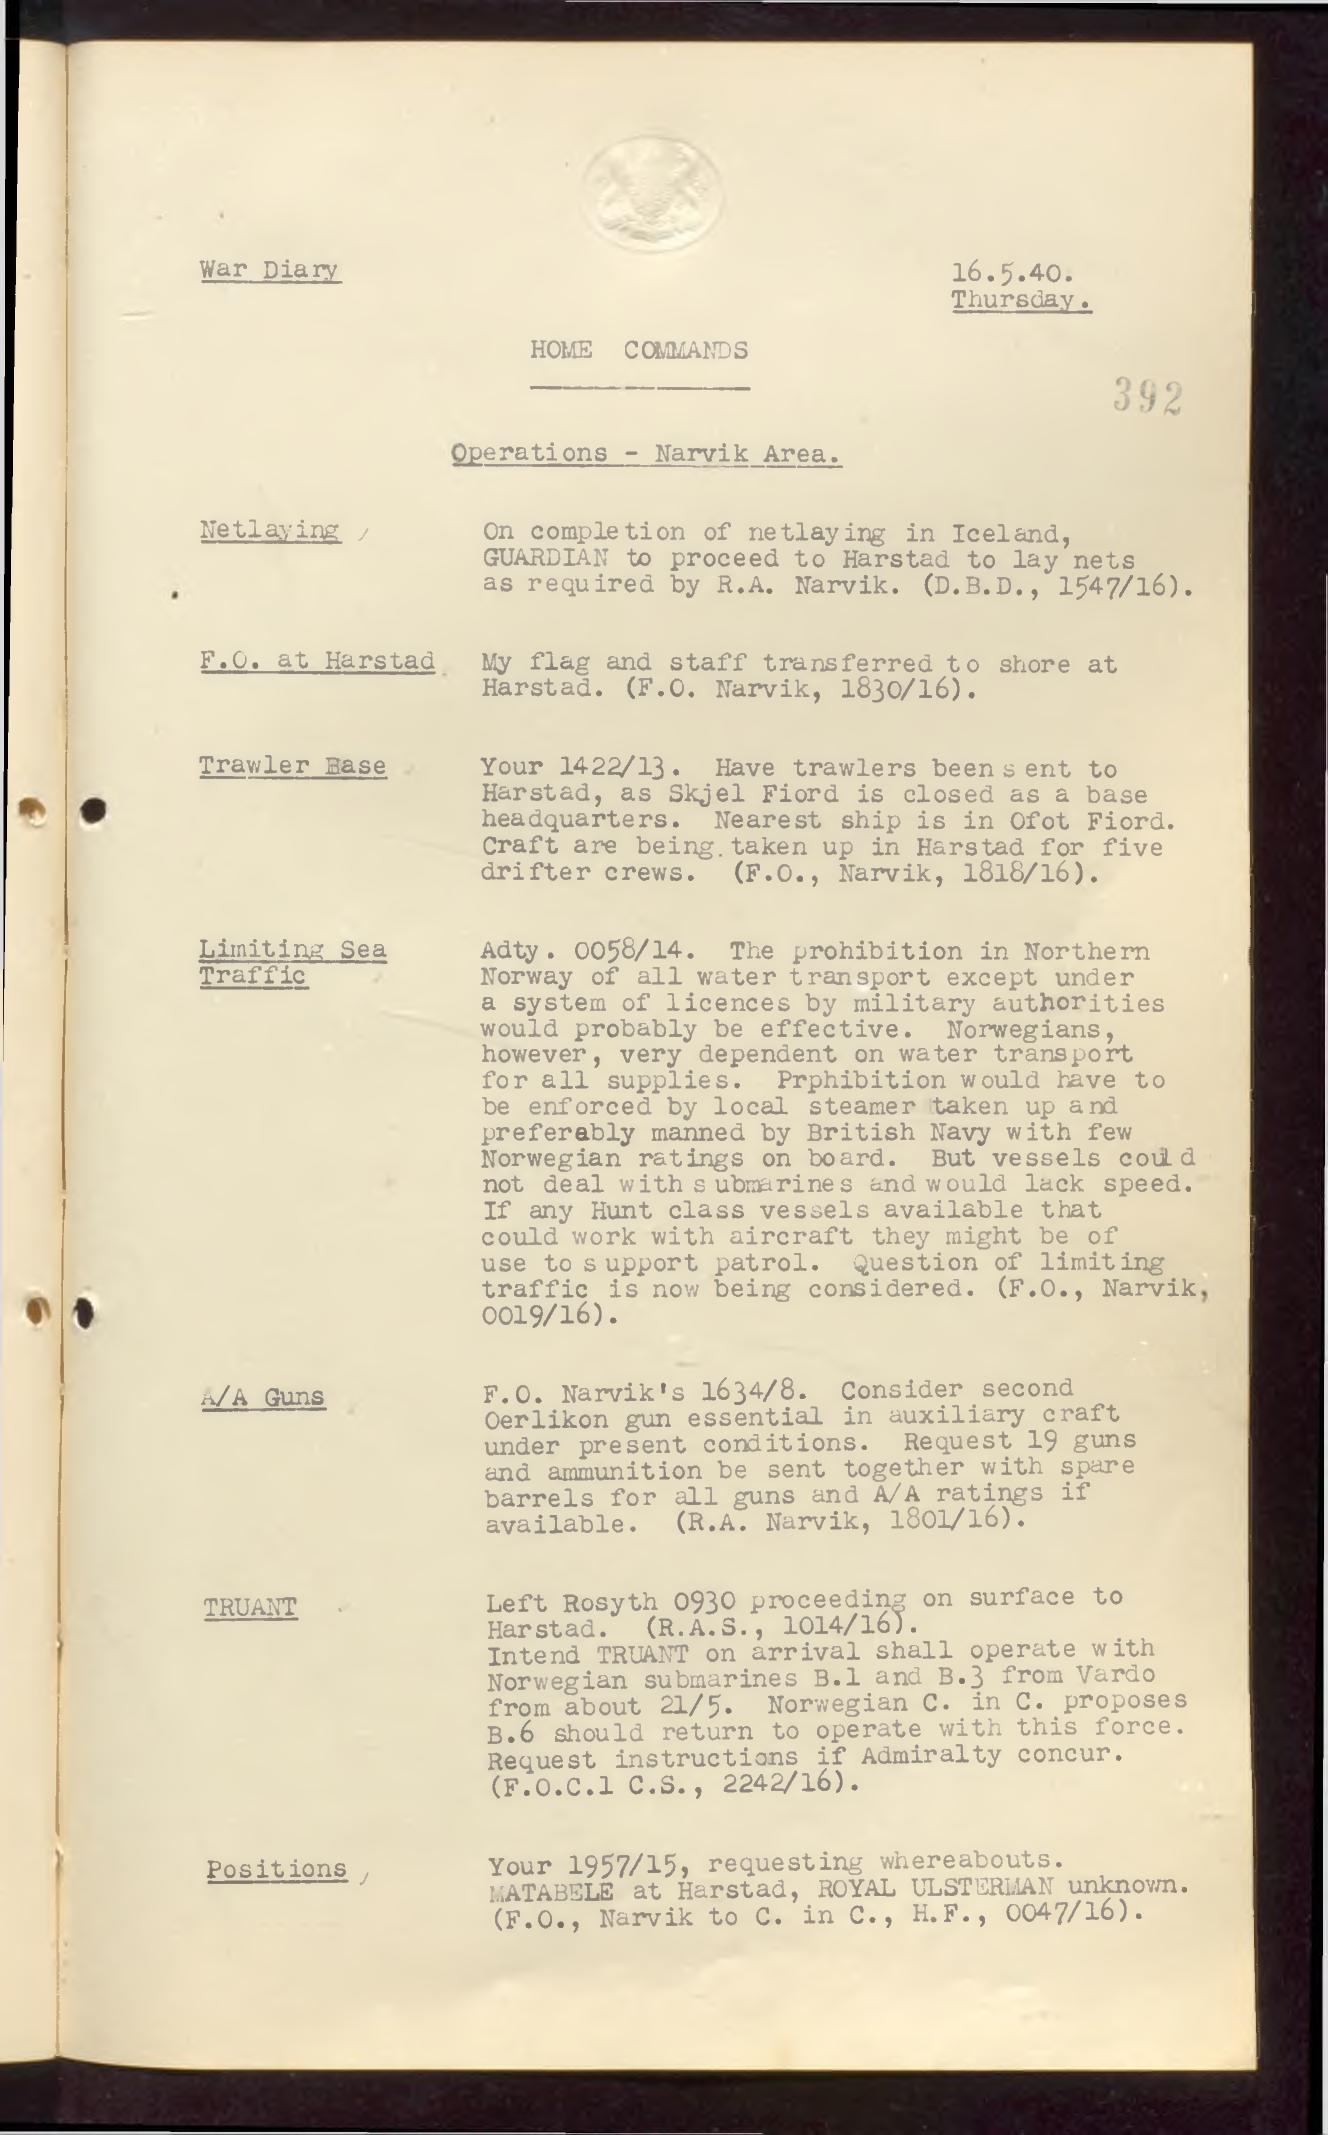 War Diary
16.5.40.
Thursday.
HOME COMMANDS
392
Operations - Narvik Area.
Netlaying
On completion of netlaying in Iceland,
GUARDIAN to proceed to Harstad to lay nets
as required by R.A. Narvik. (D.B.D., 1547/16).
F.O. at Harstad
My flag and staff transferred to shore at
Harstad. (F.O. Narvik, 1830/16).
Trawler Base
Your 1422/13. Have trawlers been sent to
Harstad, as Skjel Fiord is closed as a base
headquarters. Nearest ship is in Ofot Fiord.
Craft are being taken up in Harstad for five
drifter crews. (F.O., Narvik, 1818/16).
Limiting Sea
Traffic
Adty. 0058/14. The prohibition in Northern
Norway of all water transport except under
a system of licences by military authorities
would probably be effective. Norwegians,
however, very dependent on water transport
for all supplies. Prphibition would have to
be enforced by local steamer taken up and
preferably manned by British Navy with few
Norwegian ratings on board. But vessels could
not deal with submarines and would lack speed.
If any Hunt class vessels available that
could work with aircraft they might be of
use to support patrol. Question of limiting
traffic is now being considered. (F.O., Narvik,
0019/16).
A/A Guns
F.O. Narvik's 1634/8. Consider second
Oerlikon gun essential in auxiliary craft
under present conditions. Request 19 guns
and ammunition be sent together with spare
barrels for all guns and A/A ratings if
available. (R.A. Narvik, 1801/16).
TRUANT
Left Rosyth 0930 proceeding on surface to
Harstad. (R.A.S., 1014/16).
Intend TRUANT on arrival shall operate with
Norwegian submarines B.1 and B.3 from Vardo
from about 21/5. Norwegian C. in C. proposes
B.6 should return to operate with this force.
Request instructions if Admiralty concur.
(F.O.C.1 C.S., 2242/16).
Positions
Your 1957/15, requesting whereabouts.
MATABELE at Harstad, ROYAL ULSTERMAN unknown.
(F.O., Narvik to C. in C., H.F., 0047/16).